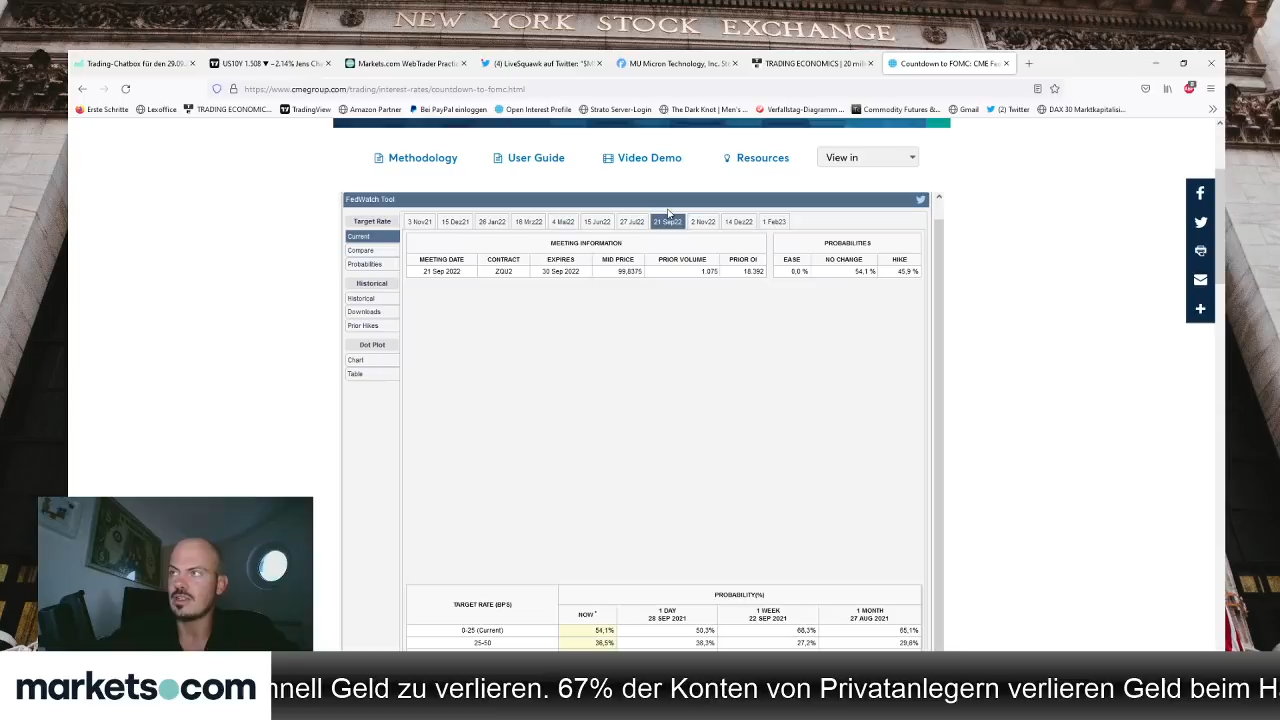 NEW YORK STOCK EXCHANGE
Trading-Chatbox für den 29.09.
US10Y 1.508 ▼ −2.14% Jens Ch
Markets.com WebTrader Practic
(4) LiveSquawk auf Twitter: "SM
MU Micron Technology, Inc. Sto
TRADING ECONOMICS | 20 mil
Countdown to FOMC: CME Fe
https://www.cmegroup.com/trading/interest-rates/countdown-to-fomc.html
Erste Schritte Lexoffice TRADING ECONOMIC... TradingView Amazon Partner Bei PayPal einloggen Open Interest Profile Strato Server-Login The Dark Knot | Men's ... Verfallstag-Diagramm ... Commodity Futures &... Gmail (2) Twitter DAX 30 Marktkapitalisi...
Methodology User Guide Video Demo Resources View in
FedWatch Tool
Target Rate
Current
Compare
Probabilities
Historical
Historical
Downloads
Prior Hikes
Dot Plot
Chart
Table
3 Nov21 15 Dez21 26 Jan22 16 Mrz22 4 Mai22 15 Jun22 27 Jul22 21 Sep22 2 Nov22 14 Dez22 1 Feb23
MEETING INFORMATION
MEETING DATE CONTRACT EXPIRES MID PRICE PRIOR VOLUME PRIOR OI
21 Sep 2022 ZQU2 30 Sep 2022 99,8375 1.075 18.392
PROBABILITIES
EASE NO CHANGE HIKE
0,0 % 54,1 % 45,9 %
TARGET RATE (BPS)
PROBABILITY(%)
NOW * 1 DAY 28 SEP 2021 1 WEEK 22 SEP 2021 1 MONTH 27 AUG 2021
0-25 (Current) 54,1% 50,3% 68,3% 65,1%
25-50 36,5% 38,3% 27,2% 29,8%
markets.com
hnell Geld zu verlieren. 67% der Konten von Privatanlegern verlieren Geld beim H